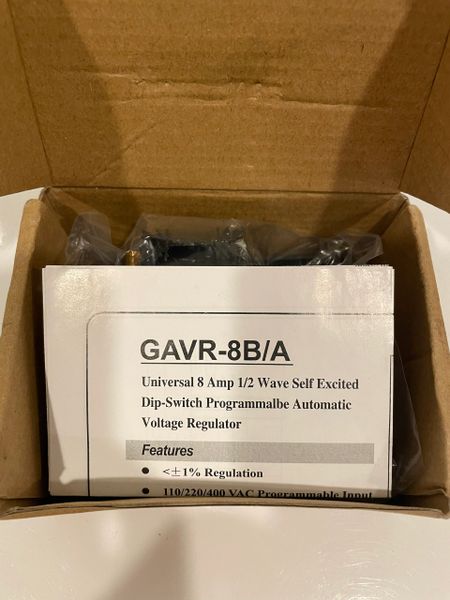 GAVR-8B/A
Universal 8 Amp 1/2 Wave Self Excited
Dip-Switch Programmalbe Automatic
Voltage Regulator
Features
● <±1% Regulation
● 110/220/400 VAC Programmable Input